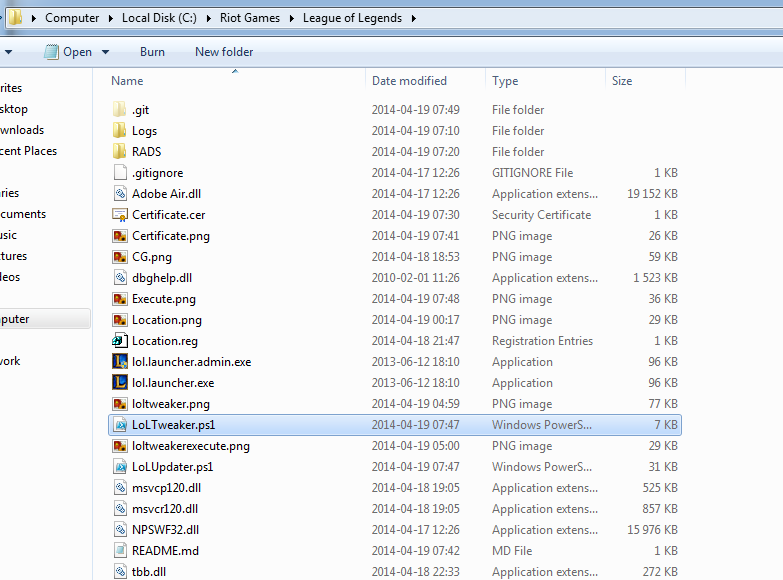 Computer Local Disk (C:) Riot Games League of Legends
Open Burn New folder
Name Date modified Type Size
rites
sktop
wnloads
cent Places
ries
cuments
usic
tures
leos
nputer
work
.git 2014-04-19 07:49 File folder
Logs 2014-04-19 07:10 File folder
RADS 2014-04-19 07:20 File folder
.gitignore 2014-04-17 12:26 GITIGNORE File 1 KB
Adobe Air.dll 2014-04-17 12:26 Application extens... 19 152 KB
Certificate.cer 2014-04-19 07:30 Security Certificate 1 KB
Certificate.png 2014-04-19 07:41 PNG image 26 KB
CG.png 2014-04-18 18:53 PNG image 59 KB
dbghelp.dll 2010-02-01 11:26 Application extens... 1 523 KB
Execute.png 2014-04-19 07:48 PNG image 36 KB
Location.png 2014-04-19 00:17 PNG image 29 KB
Location.reg 2014-04-18 21:47 Registration Entries 1 KB
lol.launcher.admin.exe 2013-06-12 18:10 Application 96 KB
lol.launcher.exe 2013-06-12 18:10 Application 96 KB
loltweaker.png 2014-04-19 04:59 PNG image 77 KB
LoLTweaker.ps1 2014-04-19 07:47 Windows PowerS... 7 KB
loltweakerexecute.png 2014-04-19 05:00 PNG image 29 KB
LoLUpdater.ps1 2014-04-19 07:47 Windows PowerS... 31 KB
msvcp120.dll 2014-04-18 19:05 Application extens... 525 KB
msvcr120.dll 2014-04-18 19:05 Application extens... 857 KB
NPSWF32.dll 2014-04-17 12:26 Application extens... 15 976 KB
README.md 2014-04-19 07:42 MD File 1 KB
tbb.dll 2014-04-18 22:33 Application extens... 272 KB